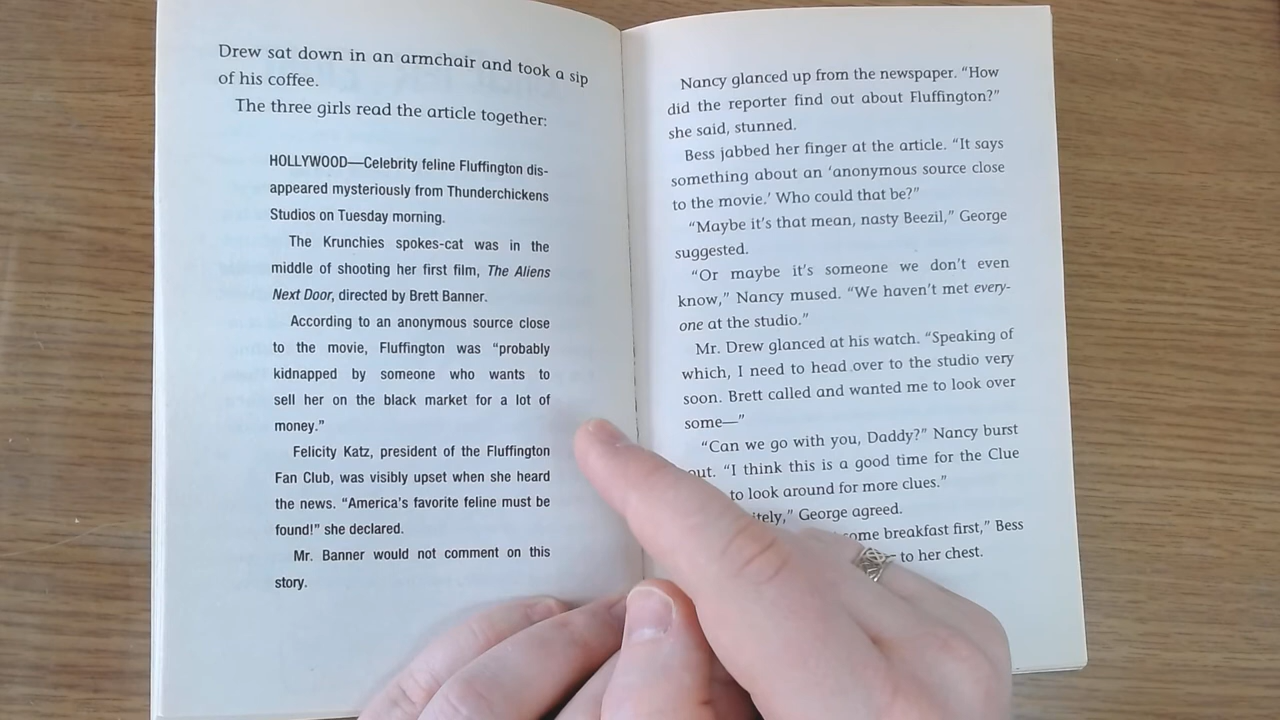 Drew sat down in an armchair and took a sip
of his coffee.
The three girls read the article together:
HOLLYWOOD—Celebrity feline Fluffington dis-
appeared mysteriously from Thunderchickens
Studios on Tuesday morning.
The Krunchies spokes-cat was in the
middle of shooting her first film, The Aliens
Next Door, directed by Brett Banner.
According to an anonymous source close
to the movie, Fluffington was “probably
kidnapped by someone who wants to
sell her on the black market for a lot of
money.”
Felicity Katz, president of the Fluffington
Fan Club, was visibly upset when she heard
the news. “America’s favorite feline must be
found!” she declared.
Mr. Banner would not comment on this
story.
Nancy glanced up from the newspaper. “How
did the reporter find out about Fluffington?”
she said, stunned.
Bess jabbed her finger at the article. “It says
something about an ‘anonymous source close
to the movie.’ Who could that be?”
“Maybe it’s that mean, nasty Beezil,” George
suggested.
“Or maybe it’s someone we don’t even
know,” Nancy mused. “We haven’t met every-
one at the studio.”
Mr. Drew glanced at his watch. “Speaking of
which, I need to head over to the studio very
soon. Brett called and wanted me to look over
some—”
“Can we go with you, Daddy?” Nancy burst
out. “I think this is a good time for the Clue
to look around for more clues.”
George agreed.
breakfast first,” Bess
to her chest.